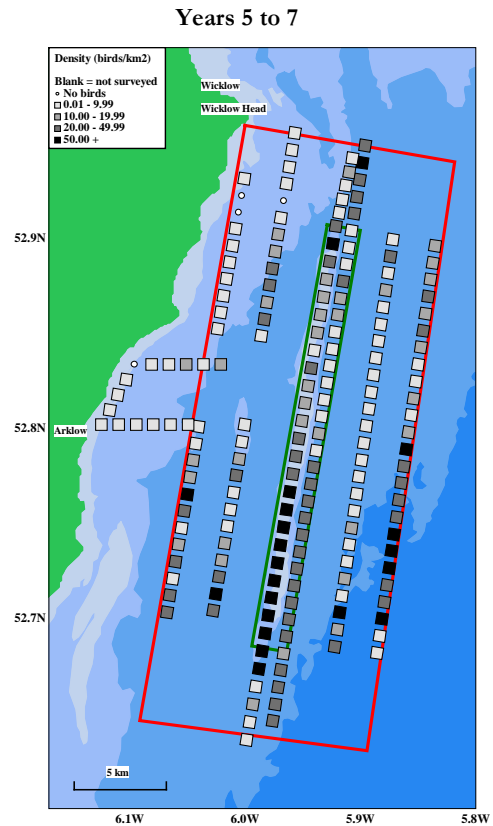 Years 5 to 7
Density (birds/km2)
Blank = not surveyed
No birds
0.01 - 9.99
10.00 - 19.99
20.00 - 49.99
50.00 +
Wicklow
Wicklow Head
52.9N
52.8N
Arklow
52.7N
5 km
6.1W 6.0W 5.9W 5.8W